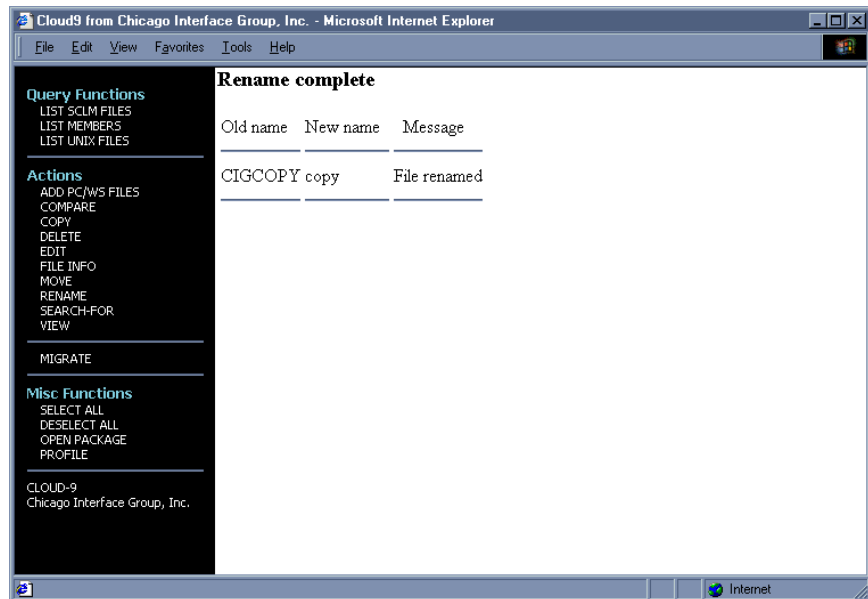 Cloud9 from Chicago Interface Group, Inc. - Microsoft Internet Explorer
File Edit View Favorites Tools Help
Query Functions
LIST SCLM FILES
LIST MEMBERS
LIST UNIX FILES
Actions
ADD PC/WS FILES
COMPARE
COPY
DELETE
EDIT
FILE INFO
MOVE
RENAME
SEARCH-FOR
VIEW
MIGRATE
Misc Functions
SELECT ALL
DESELECT ALL
OPEN PACKAGE
PROFILE
CLOUD-9
Chicago Interface Group, Inc.
Rename complete
Old name New name Message
CIGCOPY copy File renamed
Internet